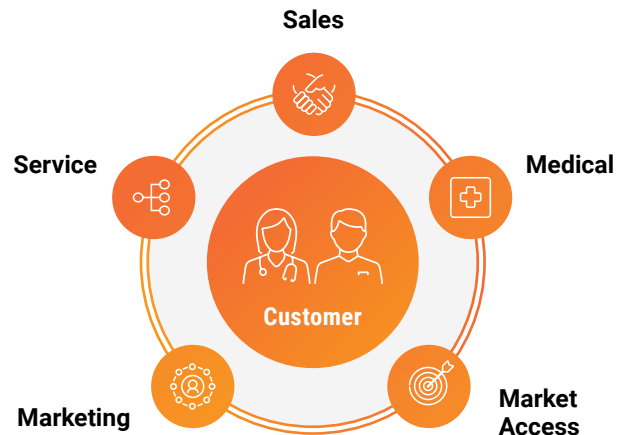 Sales
Service
Medical
Customer
Marketing
Market
Access